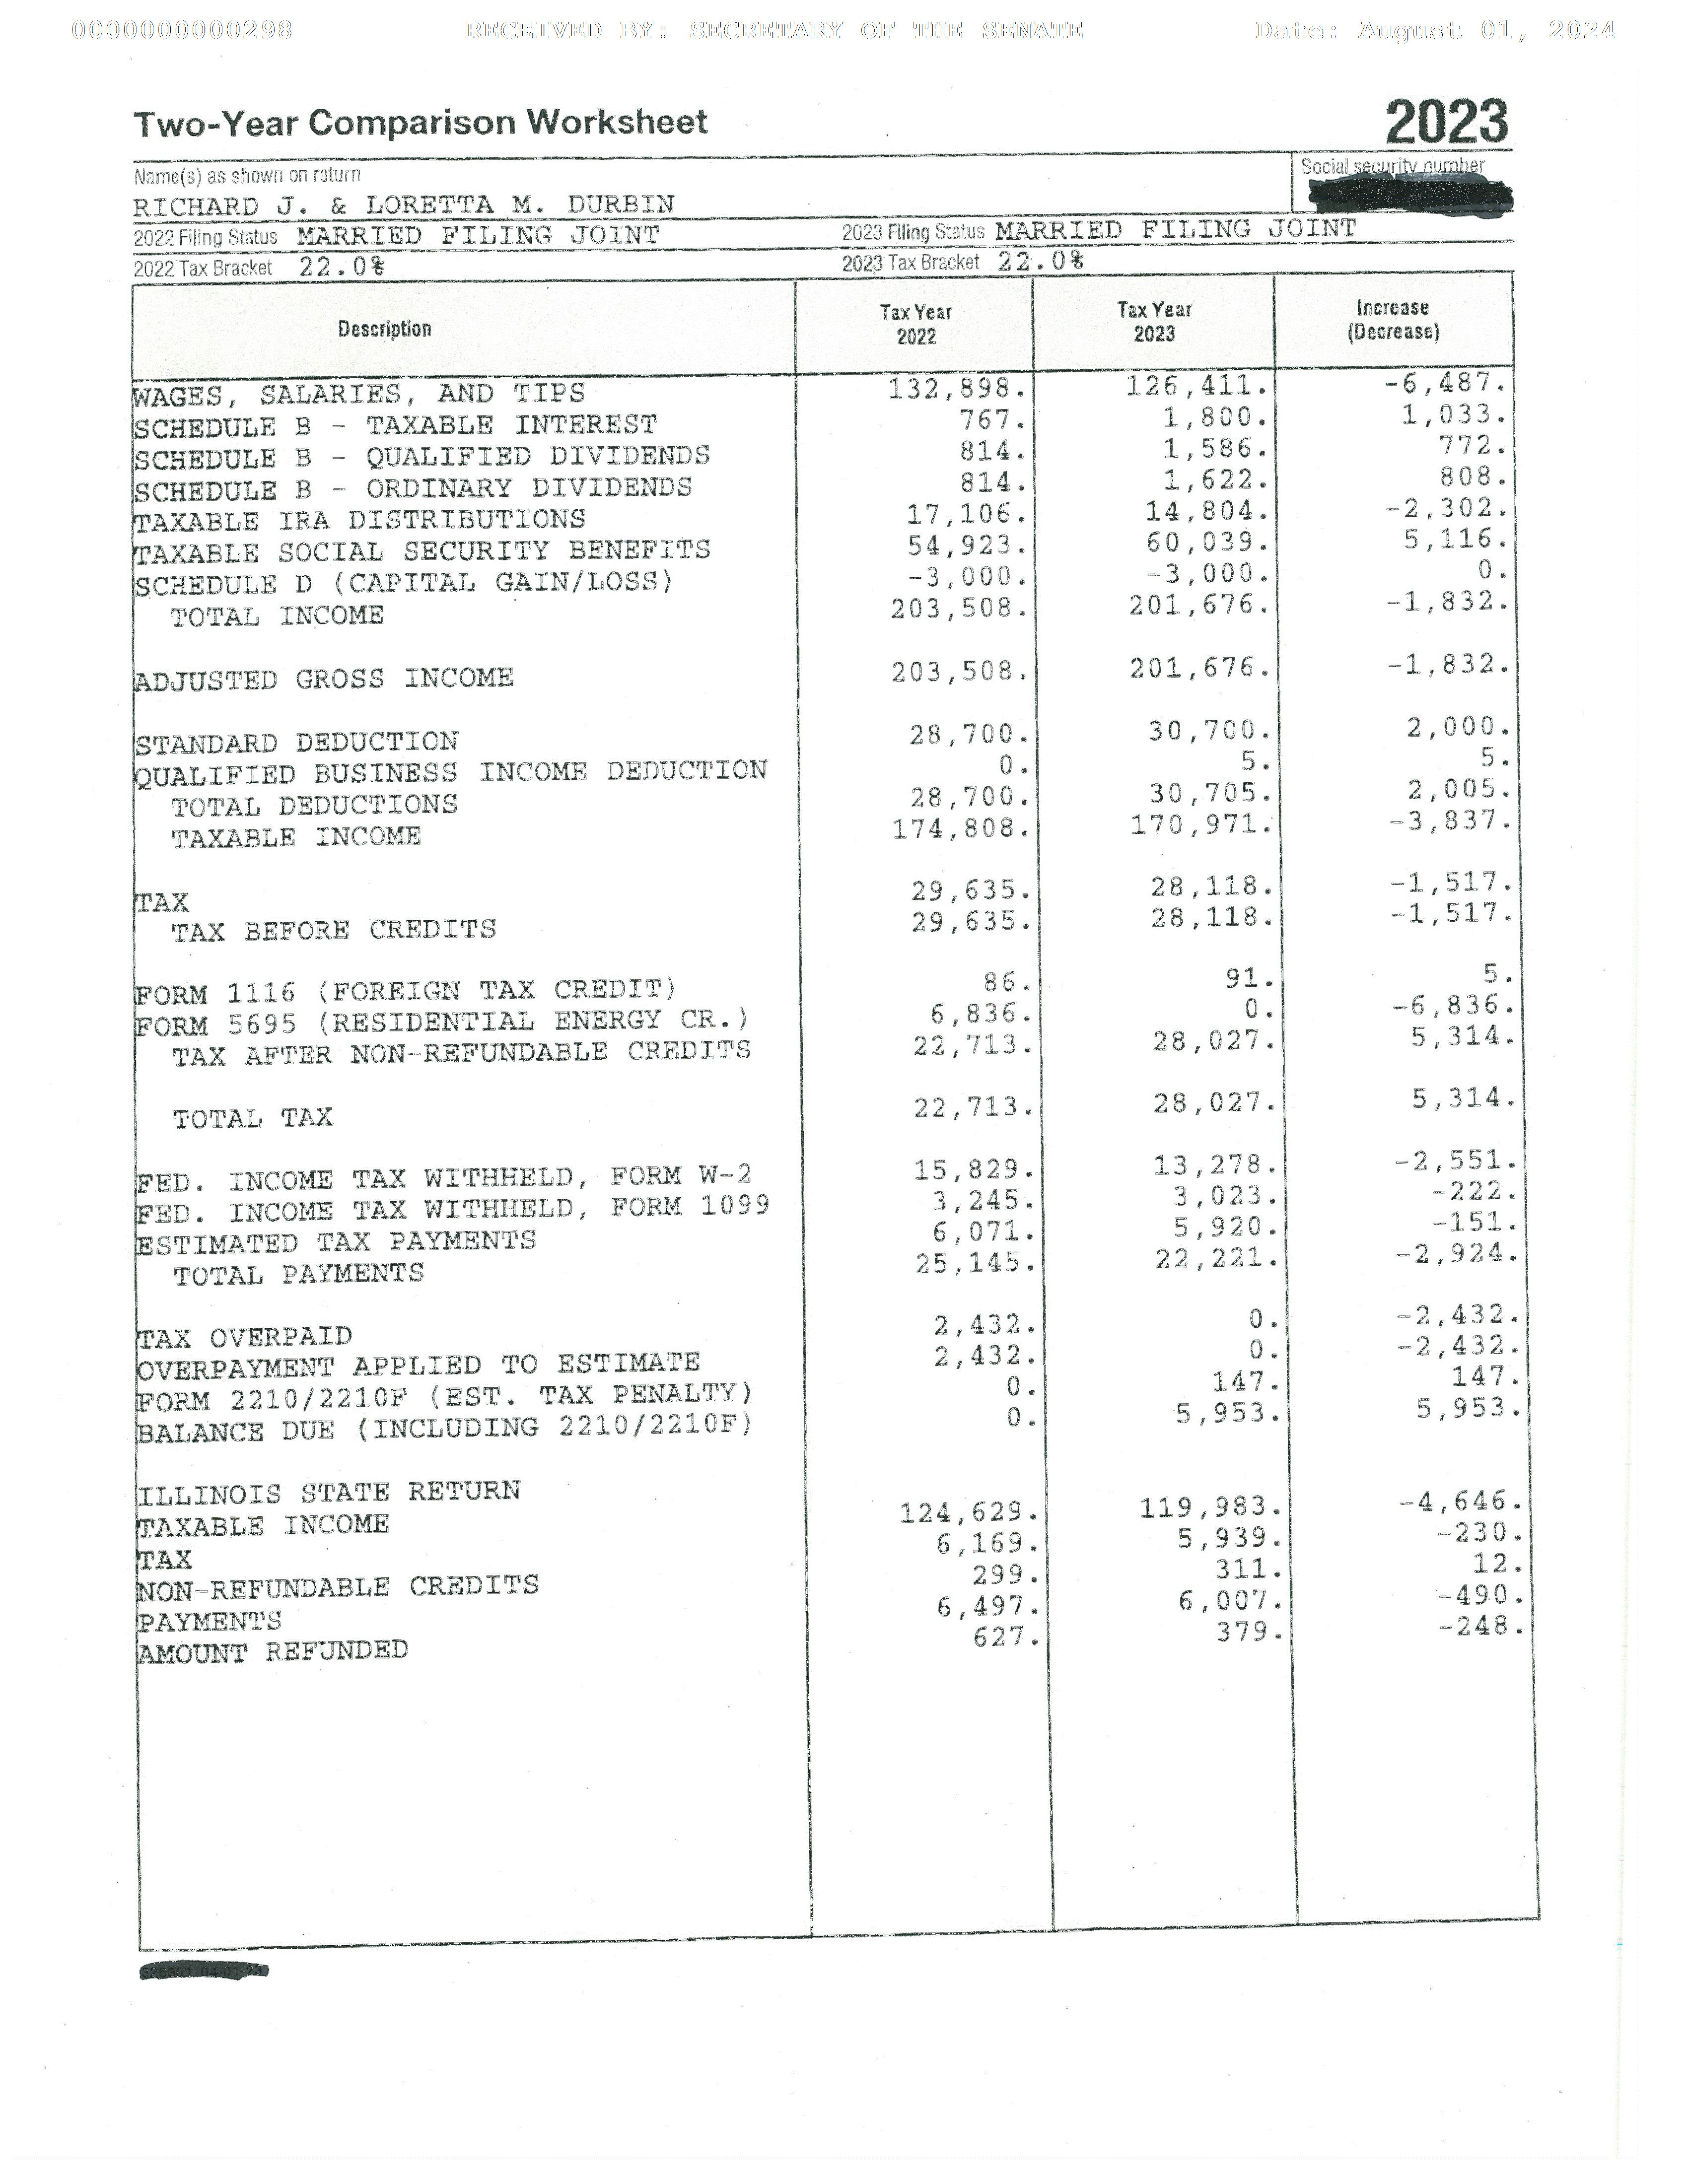 0000000000298 RECEIVED BY: SECRETARY OF THE SENATE Date: August 01, 2024
Two-Year Comparison Worksheet 2023
Name(s) as shown on return Social security number
RICHARD J. & LORETTA M. DURBIN
2022 Filing Status MARRIED FILING JOINT 2023 Filing Status MARRIED FILING JOINT
2022 Tax Bracket 22.0% 2023 Tax Bracket 22.0%
Description Tax Year 2022 Tax Year 2023 Increase (Decrease)
WAGES, SALARIES, AND TIPS 132,898. 126,411. -6,487.
SCHEDULE B - TAXABLE INTEREST 767. 1,800. 1,033.
SCHEDULE B - QUALIFIED DIVIDENDS 814. 1,586. 772.
SCHEDULE B - ORDINARY DIVIDENDS 814. 1,622. 808.
TAXABLE IRA DISTRIBUTIONS 17,106. 14,804. -2,302.
TAXABLE SOCIAL SECURITY BENEFITS 54,923. 60,039. 5,116.
SCHEDULE D (CAPITAL GAIN/LOSS) -3,000. -3,000. 0.
TOTAL INCOME 203,508. 201,676. -1,832.
ADJUSTED GROSS INCOME 203,508. 201,676. -1,832.
STANDARD DEDUCTION 28,700. 30,700. 2,000.
QUALIFIED BUSINESS INCOME DEDUCTION 0. 5. 5.
TOTAL DEDUCTIONS 28,700. 30,705. 2,005.
TAXABLE INCOME 174,808. 170,971. -3,837.
TAX 29,635. 28,118. -1,517.
TAX BEFORE CREDITS 29,635. 28,118. -1,517.
FORM 1116 (FOREIGN TAX CREDIT) 86. 91. 5.
FORM 5695 (RESIDENTIAL ENERGY CR.) 6,836. 0. -6,836.
TAX AFTER NON-REFUNDABLE CREDITS 22,713. 28,027. 5,314.
TOTAL TAX 22,713. 28,027. 5,314.
FED. INCOME TAX WITHHELD, FORM W-2 15,829. 13,278. -2,551.
FED. INCOME TAX WITHHELD, FORM 1099 3,245. 3,023. -222.
ESTIMATED TAX PAYMENTS 6,071. 5,920. -151.
TOTAL PAYMENTS 25,145. 22,221. -2,924.
TAX OVERPAID 2,432. 0. -2,432.
OVERPAYMENT APPLIED TO ESTIMATE 2,432. 0. -2,432.
FORM 2210/2210F (EST. TAX PENALTY) 0. 147. 147.
BALANCE DUE (INCLUDING 2210/2210F) 0. 5,953. 5,953.
ILLINOIS STATE RETURN
TAXABLE INCOME 124,629. 119,983. -4,646.
TAX 6,169. 5,939. -230.
NON-REFUNDABLE CREDITS 299. 311. 12.
PAYMENTS 6,497. 6,007. -490.
AMOUNT REFUNDED 627. 379. -248.